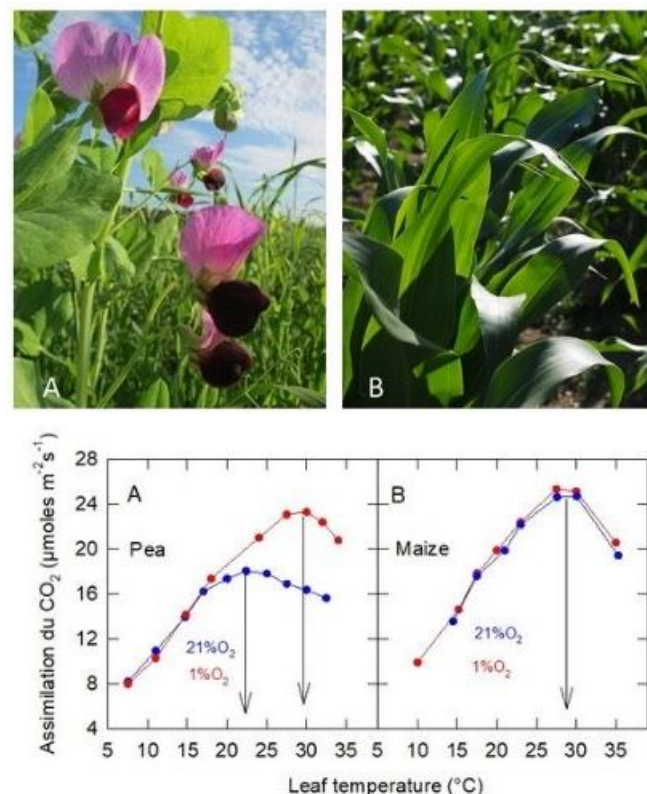 A
B
Assimilation du CO₂ (μmoles m⁻²s⁻¹)
28
24
20
16
12
8
4
A
Pea
21%O₂
1%O₂
B
Maize
21%O₂
1%O₂
5 10 15 20 25 30 35 5 10 15 20 25 30 35
Leaf temperature (°C)